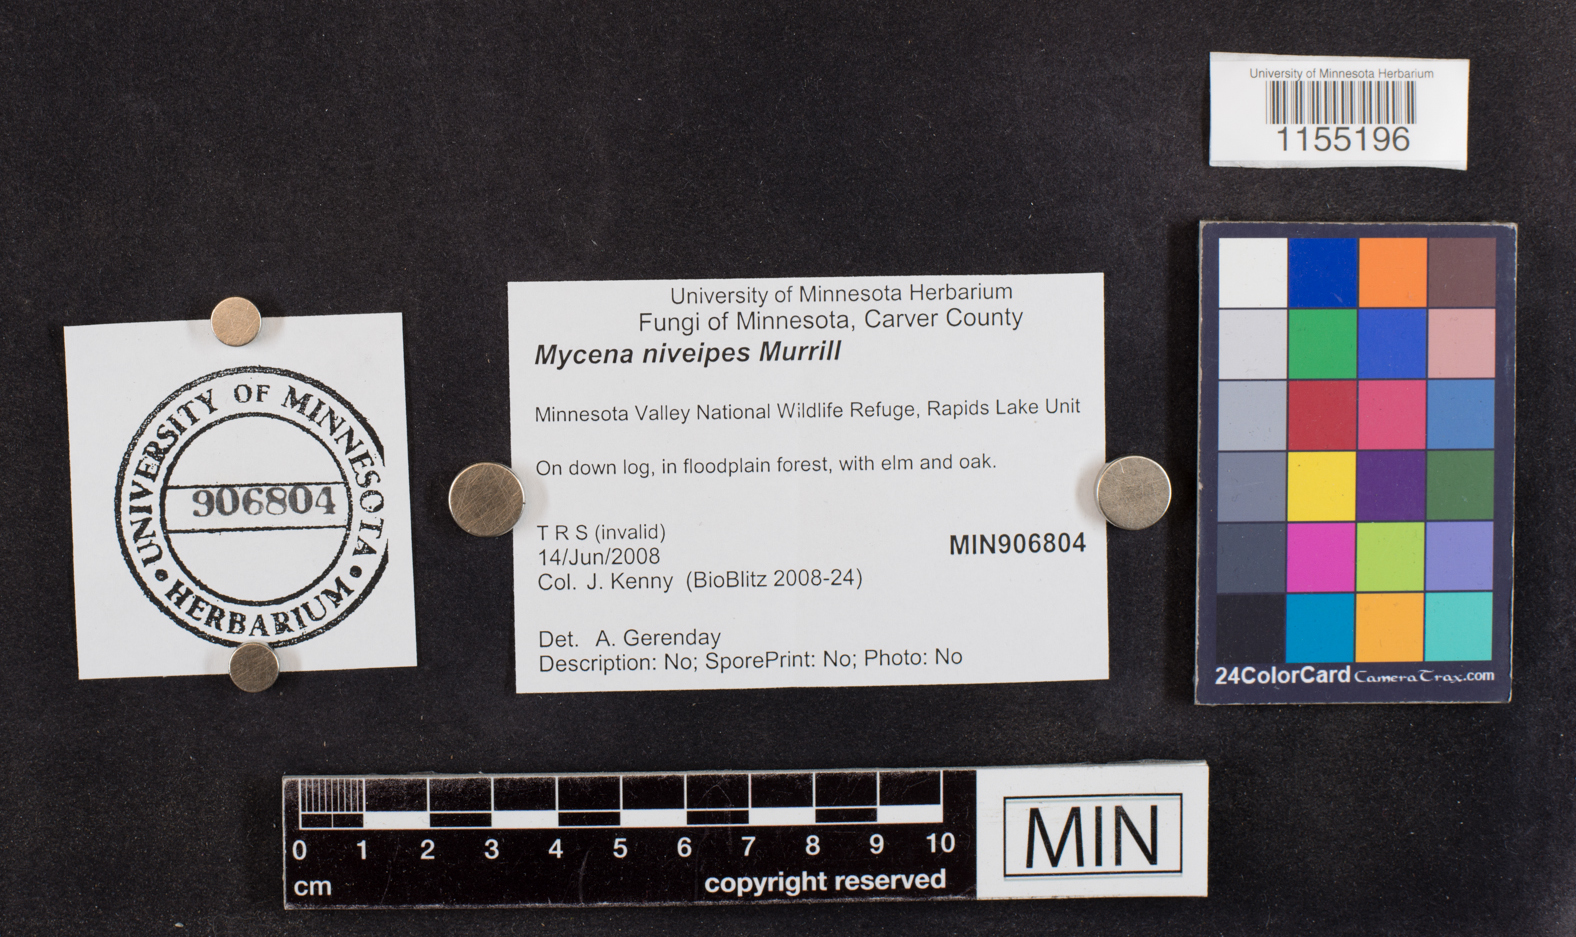 University of Minnesota Herbarium
1155196
University of Minnesota Herbarium
Fungi of Minnesota, Carver County
Mycena niveipes Murrill
Minnesota Valley National Wildlife Refuge, Rapids Lake Unit
On down log, in floodplain forest, with elm and oak.
T R S (invalid)
14/Jun/2008
MIN906804
Col. J. Kenny (BioBlitz 2008-24)
Det. A. Gerenday
Description: No; SporePrint: No; Photo: No
UNIVERSITY OF MINNESOTA
906804
• HERBARIUM •
24ColorCard CameraTrax.com
0 1 2 3 4 5 6 7 8 9 10
cm
copyright reserved
MIN